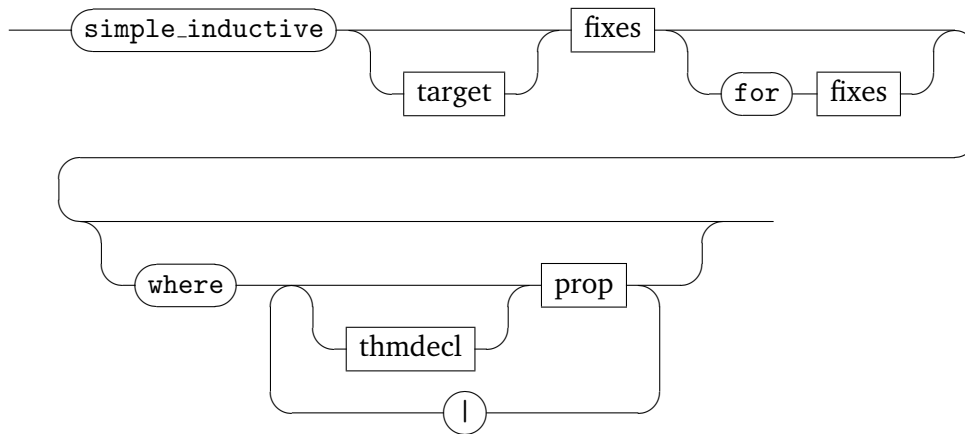 simple_inductive fixes
target for fixes
where prop
thmdecl
|